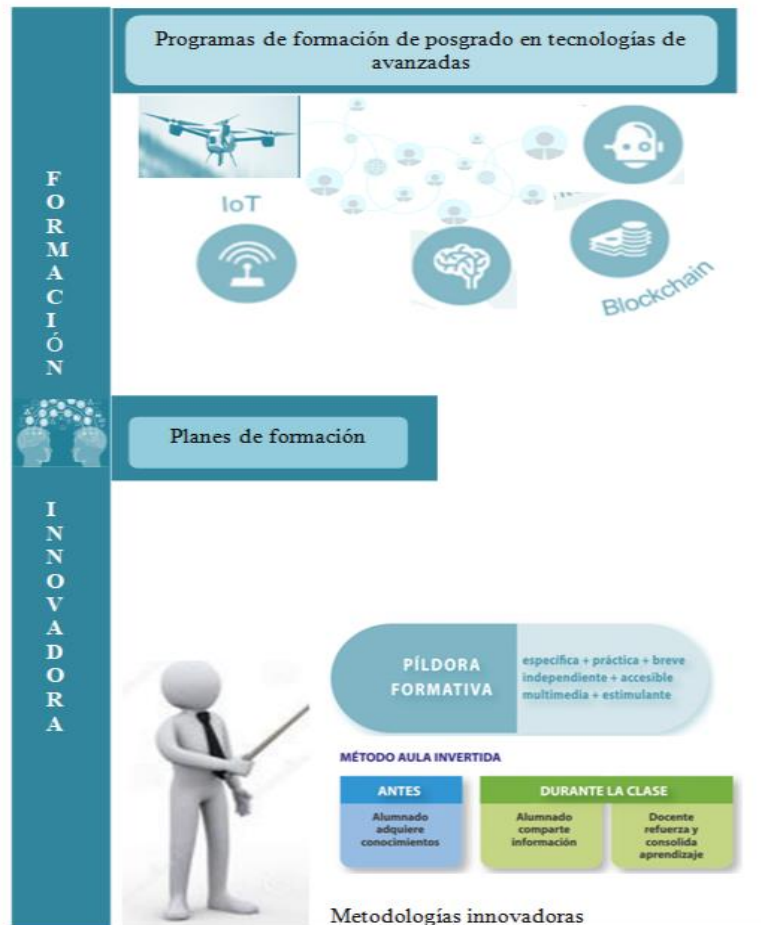 Programas de formación de posgrado en tecnologías de
avanzadas
IoT
Blockchain
FORMACIÓN
Planes de formación
INNOVADORA
PÍLDORA
FORMATIVA
específica + práctica + breve
independiente + accesible
multimedia + estimulante
MÉTODO AULA INVERTIDA
ANTES
Alumnado
adquiere
conocimientos
DURANTE LA CLASE
Alumnado
comparte
información
Docente
refuerza y
consolida
aprendizaje
Metodologías innovadoras